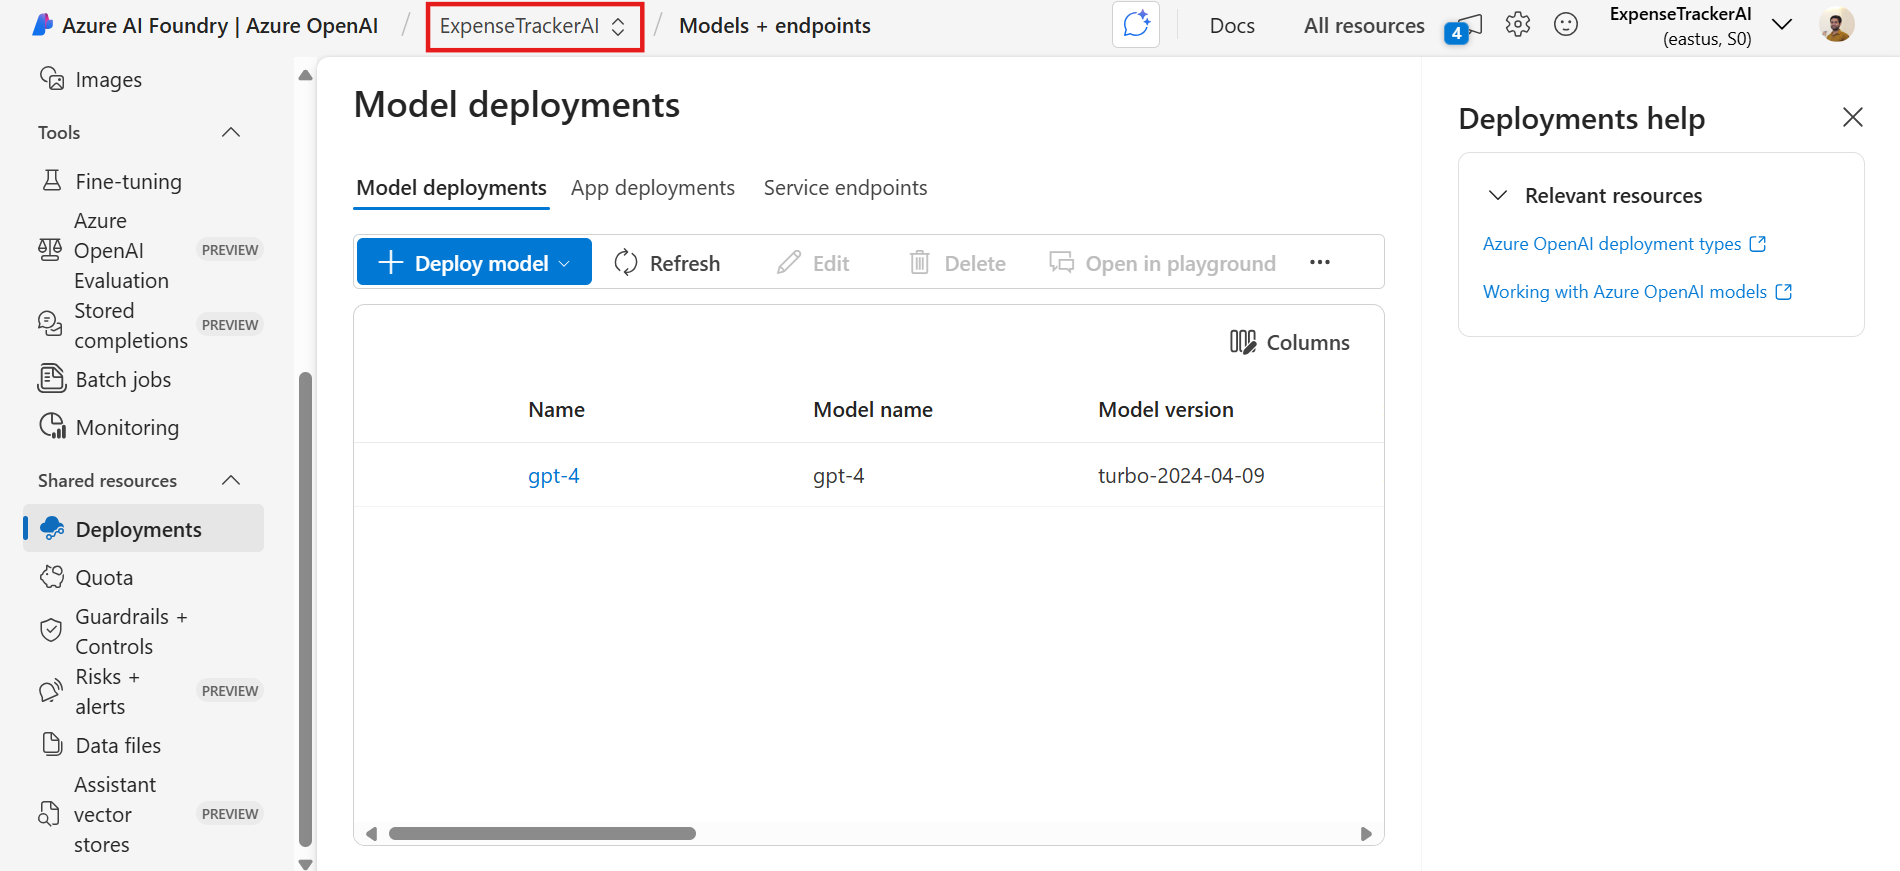 Azure AI Foundry | Azure OpenAI / ExpenseTrackerAI / Models + endpoints
Docs
All resources
4
ExpenseTrackerAI
(eastus, S0)
Images
Tools
Fine-tuning
Azure
OpenAI
Evaluation
PREVIEW
Stored
completions
PREVIEW
Batch jobs
Monitoring
Shared resources
Deployments
Quota
Guardrails +
Controls
Risks +
alerts
PREVIEW
Data files
Assistant
vector
stores
PREVIEW
Model deployments
Model deployments App deployments Service endpoints
Deploy model Refresh Edit Delete Open in playground
Columns
Name Model name Model version
gpt-4 gpt-4 turbo-2024-04-09
Deployments help
Relevant resources
Azure OpenAI deployment types
Working with Azure OpenAI models